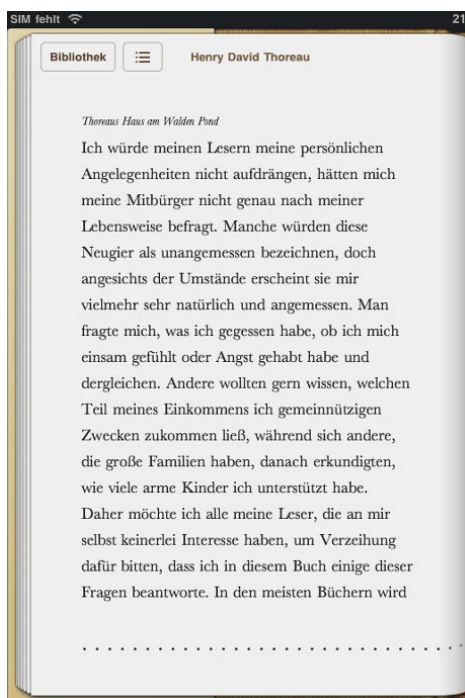 SIM fehlt
21
Bibliothek
Henry David Thoreau
Thoreaus Haus am Walden Pond
Ich würde meinen Lesern meine persönlichen
Angelegenheiten nicht aufdrängen, hätten mich
meine Mitbürger nicht genau nach meiner
Lebensweise befragt. Manche würden diese
Neugier als unangemessen bezeichnen, doch
angesichts der Umstände erscheint sie mir
vielmehr sehr natürlich und angemessen. Man
fragte mich, was ich gegessen habe, ob ich mich
einsam gefühlt oder Angst gehabt habe und
dergleichen. Andere wollten gern wissen, welchen
Teil meines Einkommens ich gemeinnützigen
Zwecken zukommen ließ, während sich andere,
die große Familien haben, danach erkundigten,
wie viele arme Kinder ich unterstützt habe.
Daher möchte ich alle meine Leser, die an mir
selbst keinerlei Interesse haben, um Verzeihung
dafür bitten, dass ich in diesem Buch einige dieser
Fragen beantworte. In den meisten Büchern wird